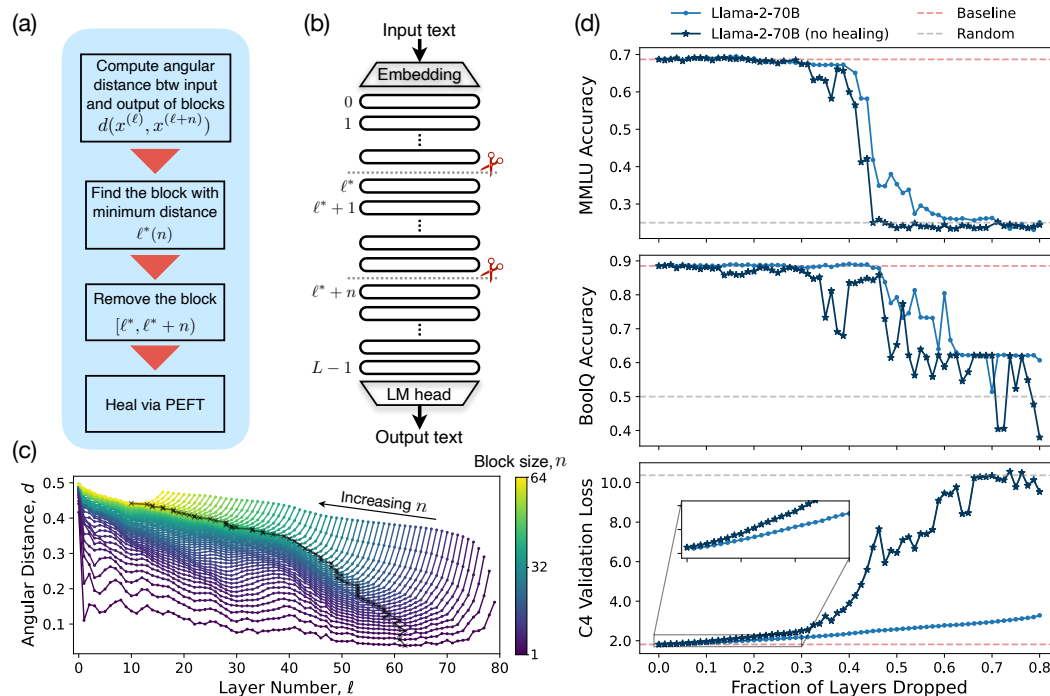 (a)
Compute angular
distance btw input
and output of blocks
d(x^(ℓ), x^(ℓ+n))
Find the block with
minimum distance
ℓ*(n)
Remove the block
[ℓ*, ℓ* + n)
Heal via PEFT
(b)
Input text
Embedding
0
1
ℓ*
ℓ* + 1
ℓ* + n
L − 1
LM head
Output text
(c)
Block size, n
64
32
1
Increasing n
Angular Distance, d
0.5
0.4
0.3
0.2
0.1
0 10 20 30 40 50 60 70 80
Layer Number, ℓ
(d)
Llama-2-70B
Llama-2-70B (no healing)
Baseline
Random
MMLU Accuracy
0.7
0.6
0.5
0.4
0.3
BoolQ Accuracy
0.9
0.8
0.7
0.6
0.5
0.4
C4 Validation Loss
10.0
8.0
6.0
4.0
2.0
0.0 0.1 0.2 0.3 0.4 0.5 0.6 0.7 0.8
Fraction of Layers Dropped